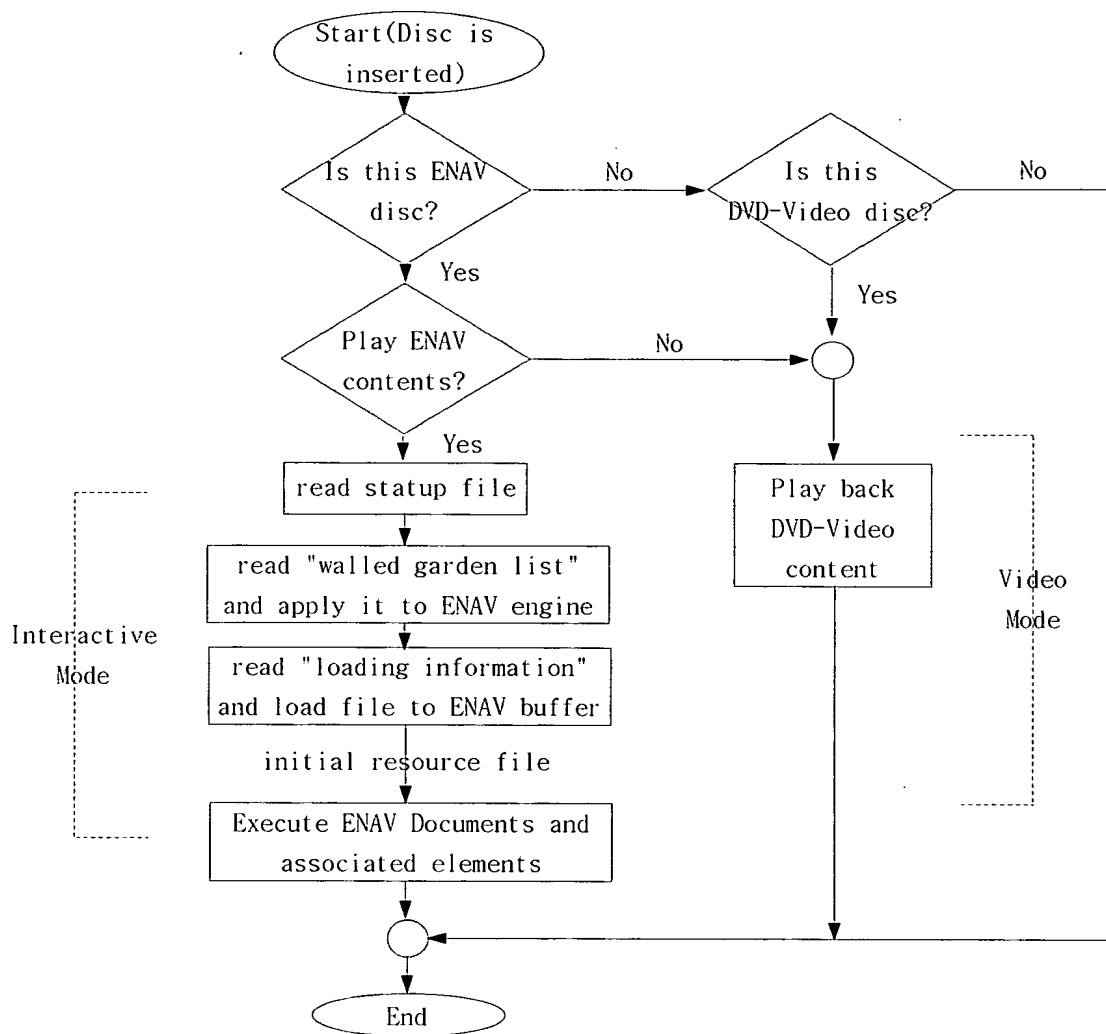 Start(Disc is
inserted)
Is this ENAV
disc?
No
Is this
DVD-Video disc?
No
Yes
Yes
Play ENAV
contents?
No
Yes
read statup file
Play back
DVD-Video
content
read "walled garden list"
and apply it to ENAV engine
Video
Mode
Interactive
Mode
read "loading information"
and load file to ENAV buffer
initial resource file
Execute ENAV Documents and
associated elements
End